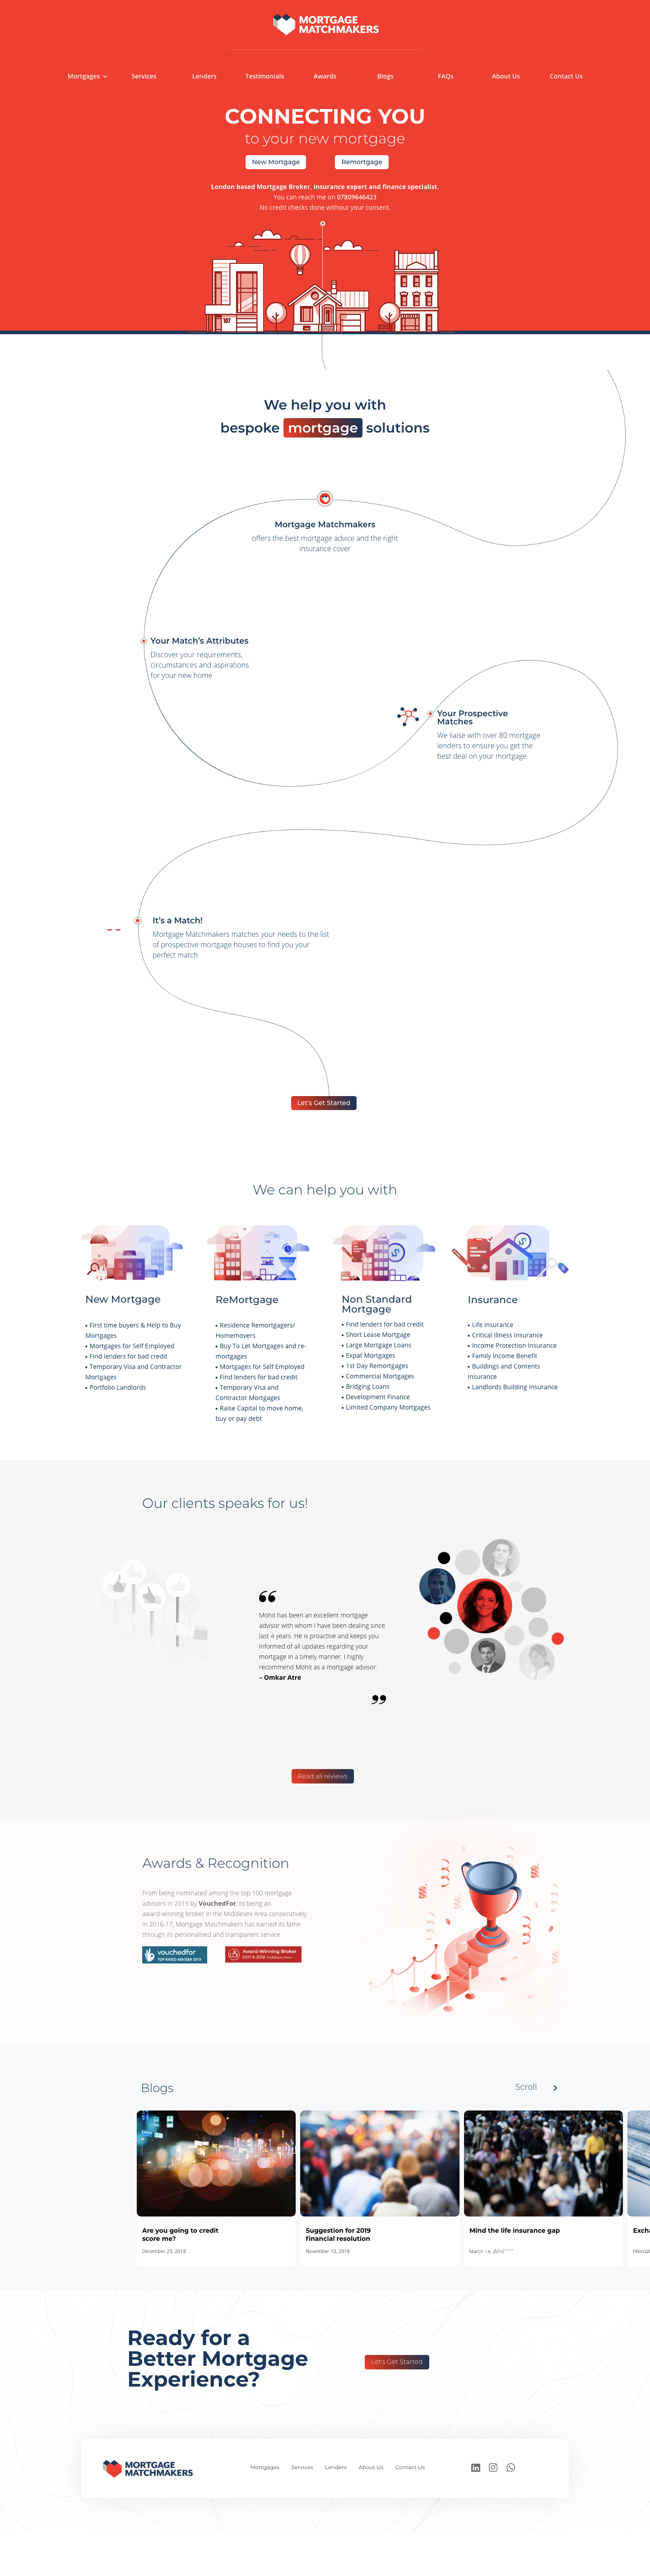 MORTGAGE
MATCHMAKERS
Mortgages
Services
Lenders
Testimonials
Awards
Blogs
FAQs
About Us
Contact Us
CONNECTING YOU
to your new mortgage
New Mortgage
Remortgage
London based Mortgage Broker, insurance expert and finance specialist.
You can reach me on 07809646423
No credit checks done without your consent.
107
We help you with
bespoke mortgage solutions
Mortgage Matchmakers
offers the best mortgage advice and the right
insurance cover
Your Match's Attributes
Discover your requirements,
circumstances and aspirations
for your new home
Your Prospective
Matches
We liaise with over 80 mortgage
lenders to ensure you get the
best deal on your mortgage
It's a Match!
Mortgage Matchmakers matches your needs to the list
of prospective mortgage houses to find you your
perfect match
Let's Get Started
We can help you with
New Mortgage
• First time buyers & Help to Buy
Mortgages
• Mortgages for Self Employed
• Find lenders for bad credit
• Temporary Visa and Contractor
Mortgages
• Portfolio Landlords
ReMortgage
• Residence Remortgagers/
Homemovers
• Buy To Let Mortgages and re-
mortgages
• Mortgages for Self Employed
• Find lenders for bad credit
• Temporary Visa and
Contractor Mortgages
• Raise Capital to move home,
buy or pay debt
Non Standard
Mortgage
• Find lenders for bad credit
• Short Lease Mortgage
• Large Mortgage Loans
• Expat Mortgages
• 1st Day Remortgages
• Commercial Mortgages
• Bridging Loans
• Development Finance
• Limited Company Mortgages
Insurance
• Life Insurance
• Critical Illness Insurance
• Income Protection Insurance
• Family Income Benefit
• Buildings and Contents
Insurance
• Landlords Building Insurance
Our clients speaks for us!
Mohit has been an excellent mortgage
advisor with whom I have been dealing since
last 4 years. He is proactive and keeps you
informed of all updates regarding your
mortgage in a timely manner. I highly
recommend Mohit as a mortgage advisor.
– Omkar Atre
Read all reviews
Awards & Recognition
From being nominated among the top 100 mortgage
advisors in 2019 by VouchedFor, to being an
award-winning broker in the Middlesex Area consecutively
in 2016-17, Mortgage Matchmakers has earned its fame
through its personalised and transparent service.
vouchedfor
TOP RATED ADVISER 2019
Award-Winning Broker
2017 & 2018 (Middlesex Area)
Blogs
Scroll
Are you going to credit
score me?
December 23, 2018
Suggestion for 2019
financial resolution
November 10, 2018
Mind the life insurance gap
Exch
Ready for a
Better Mortgage
Experience?
Let's Get Started
MORTGAGE
MATCHMAKERS
Mortgages
Services
Lenders
About Us
Contact Us